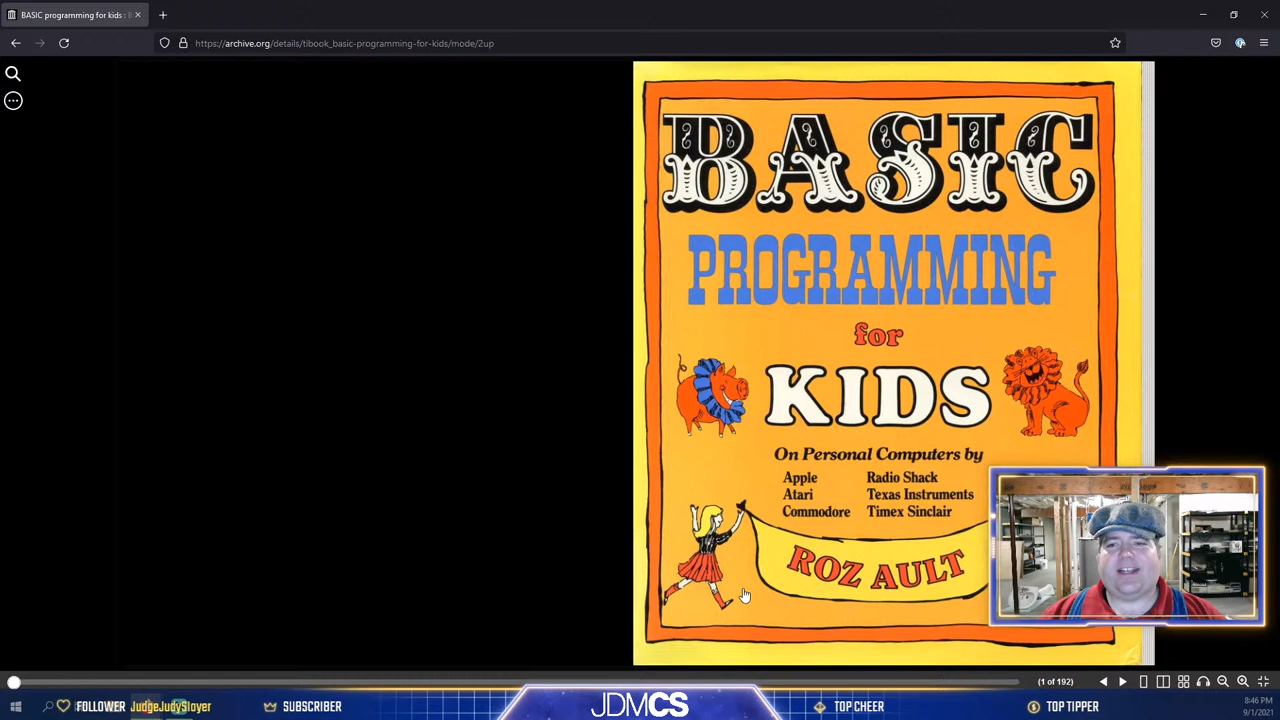 BASIC programming for kids : B
https://archive.org/details/tibook_basic-programming-for-kids/mode/2up
BASIC
PROGRAMMING
for
KIDS
On Personal Computers by
Apple Radio Shack
Atari Texas Instruments
Commodore Timex Sinclair
ROZ AULT
(1 of 192)
FOLLOWER JudgeJudySlayer
SUBSCRIBER
JDMCS
TOP CHEER
TOP TIPPER
8:46 PM
9/1/2021